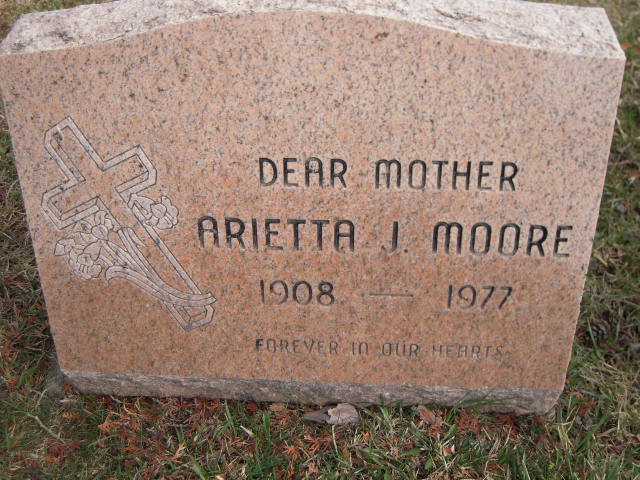 DEAR MOTHER
ARIETTA J. MOORE
1908 — 1977
FOREVER IN OUR HEARTS